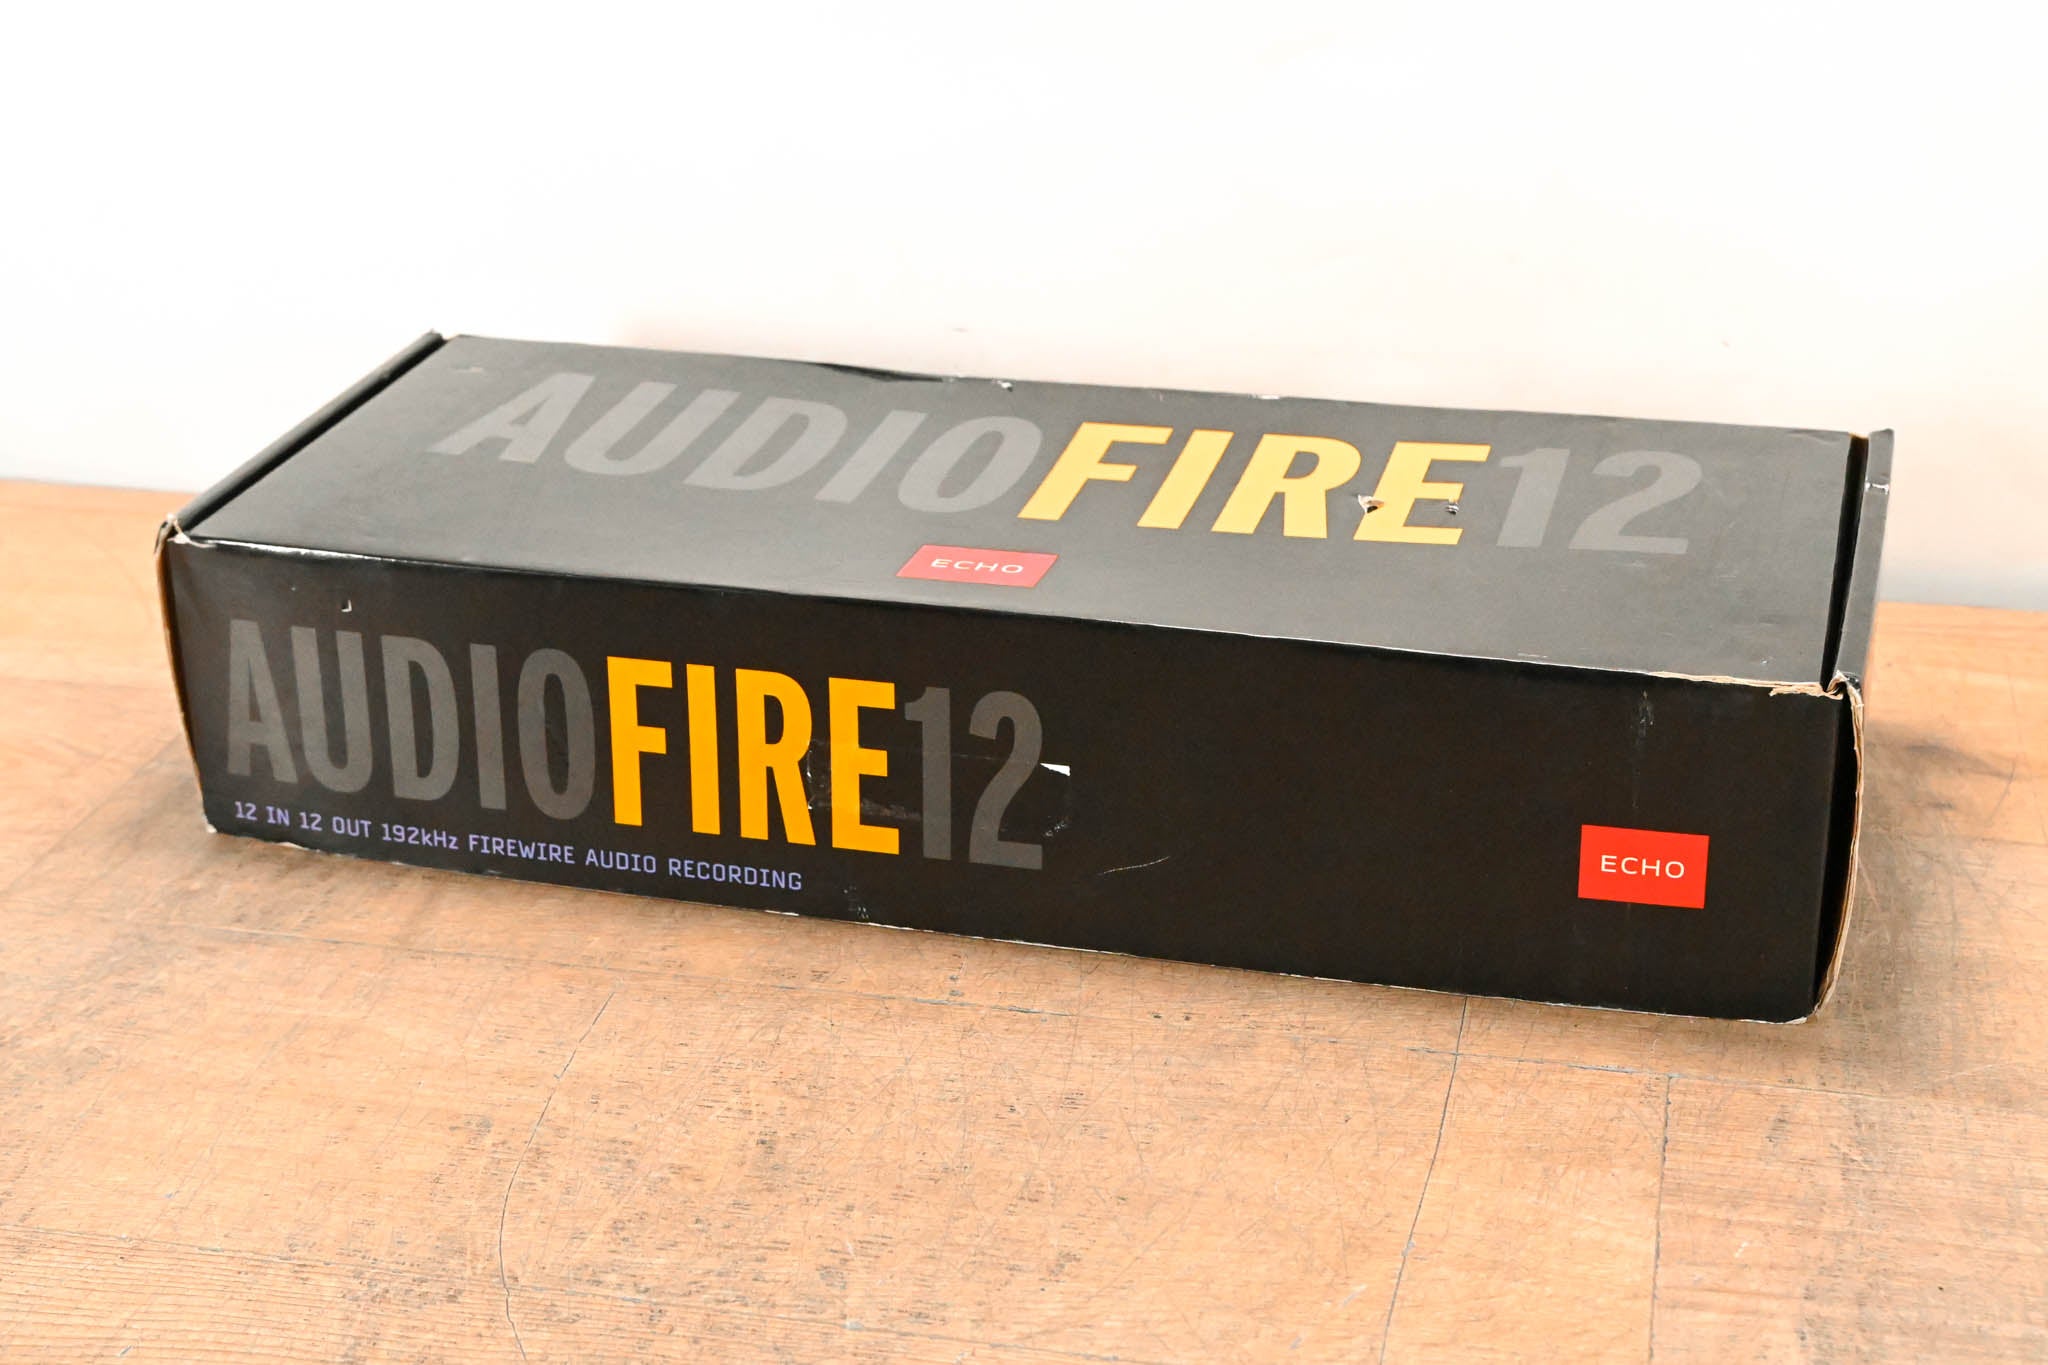 AUDIOFIRE12
ECHO
AUDIOFIRE12
12 IN 12 OUT 192kHz FIREWIRE AUDIO RECORDING
ECHO